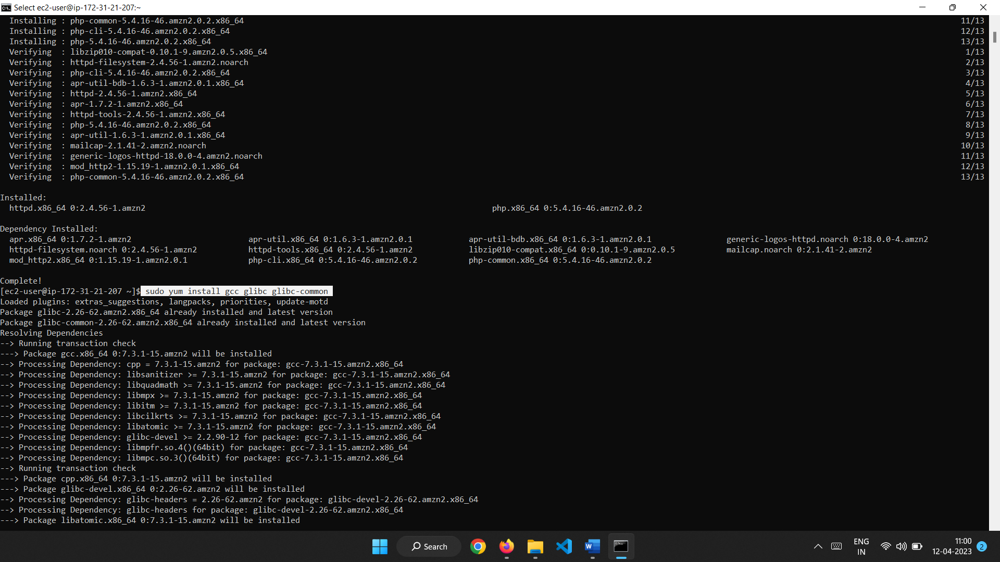 Select ec2-user@ip-172-31-21-207:~
Installing : php-common-5.4.16-46.amzn2.0.2.x86_64 11/13
Installing : php-cli-5.4.16-46.amzn2.0.2.x86_64 12/13
Installing : php-5.4.16-46.amzn2.0.2.x86_64 13/13
Verifying : libzip010-compat-0.10.1-9.amzn2.0.5.x86_64 1/13
Verifying : httpd-filesystem-2.4.56-1.amzn2.noarch 2/13
Verifying : php-cli-5.4.16-46.amzn2.0.2.x86_64 3/13
Verifying : apr-util-bdb-1.6.3-1.amzn2.0.1.x86_64 4/13
Verifying : httpd-2.4.56-1.amzn2.x86_64 5/13
Verifying : apr-1.7.2-1.amzn2.x86_64 6/13
Verifying : httpd-tools-2.4.56-1.amzn2.x86_64 7/13
Verifying : php-5.4.16-46.amzn2.0.2.x86_64 8/13
Verifying : apr-util-1.6.3-1.amzn2.0.1.x86_64 9/13
Verifying : mailcap-2.1.41-2.amzn2.noarch 10/13
Verifying : generic-logos-httpd-18.0.0-4.amzn2.noarch 11/13
Verifying : mod_http2-1.15.19-1.amzn2.0.1.x86_64 12/13
Verifying : php-common-5.4.16-46.amzn2.0.2.x86_64 13/13
Installed:
httpd.x86_64 0:2.4.56-1.amzn2 php.x86_64 0:5.4.16-46.amzn2.0.2
Dependency Installed:
apr.x86_64 0:1.7.2-1.amzn2 apr-util.x86_64 0:1.6.3-1.amzn2.0.1 apr-util-bdb.x86_64 0:1.6.3-1.amzn2.0.1 generic-logos-httpd.noarch 0:18.0.0-4.amzn2
httpd-filesystem.noarch 0:2.4.56-1.amzn2 httpd-tools.x86_64 0:2.4.56-1.amzn2 libzip010-compat.x86_64 0:0.10.1-9.amzn2.0.5 mailcap.noarch 0:2.1.41-2.amzn2
mod_http2.x86_64 0:1.15.19-1.amzn2.0.1 php-cli.x86_64 0:5.4.16-46.amzn2.0.2 php-common.x86_64 0:5.4.16-46.amzn2.0.2
Complete!
[ec2-user@ip-172-31-21-207 ~]$ sudo yum install gcc glibc glibc-common
Loaded plugins: extras_suggestions, langpacks, priorities, update-motd
Package glibc-2.26-62.amzn2.x86_64 already installed and latest version
Package glibc-common-2.26-62.amzn2.x86_64 already installed and latest version
Resolving Dependencies
--> Running transaction check
---> Package gcc.x86_64 0:7.3.1-15.amzn2 will be installed
--> Processing Dependency: cpp = 7.3.1-15.amzn2 for package: gcc-7.3.1-15.amzn2.x86_64
--> Processing Dependency: libsanitizer >= 7.3.1-15.amzn2 for package: gcc-7.3.1-15.amzn2.x86_64
--> Processing Dependency: libquadmath >= 7.3.1-15.amzn2 for package: gcc-7.3.1-15.amzn2.x86_64
--> Processing Dependency: libmpx >= 7.3.1-15.amzn2 for package: gcc-7.3.1-15.amzn2.x86_64
--> Processing Dependency: libitm >= 7.3.1-15.amzn2 for package: gcc-7.3.1-15.amzn2.x86_64
--> Processing Dependency: libcilkrts >= 7.3.1-15.amzn2 for package: gcc-7.3.1-15.amzn2.x86_64
--> Processing Dependency: libatomic >= 7.3.1-15.amzn2 for package: gcc-7.3.1-15.amzn2.x86_64
--> Processing Dependency: glibc-devel >= 2.2.90-12 for package: gcc-7.3.1-15.amzn2.x86_64
--> Processing Dependency: libmpfr.so.4()(64bit) for package: gcc-7.3.1-15.amzn2.x86_64
--> Processing Dependency: libmpc.so.3()(64bit) for package: gcc-7.3.1-15.amzn2.x86_64
--> Running transaction check
---> Package cpp.x86_64 0:7.3.1-15.amzn2 will be installed
---> Package glibc-devel.x86_64 0:2.26-62.amzn2 will be installed
--> Processing Dependency: glibc-headers = 2.26-62.amzn2 for package: glibc-devel-2.26-62.amzn2.x86_64
--> Processing Dependency: glibc-headers for package: glibc-devel-2.26-62.amzn2.x86_64
---> Package libatomic.x86_64 0:7.3.1-15.amzn2 will be installed
Search
ENG
IN
11:00
12-04-2023
2